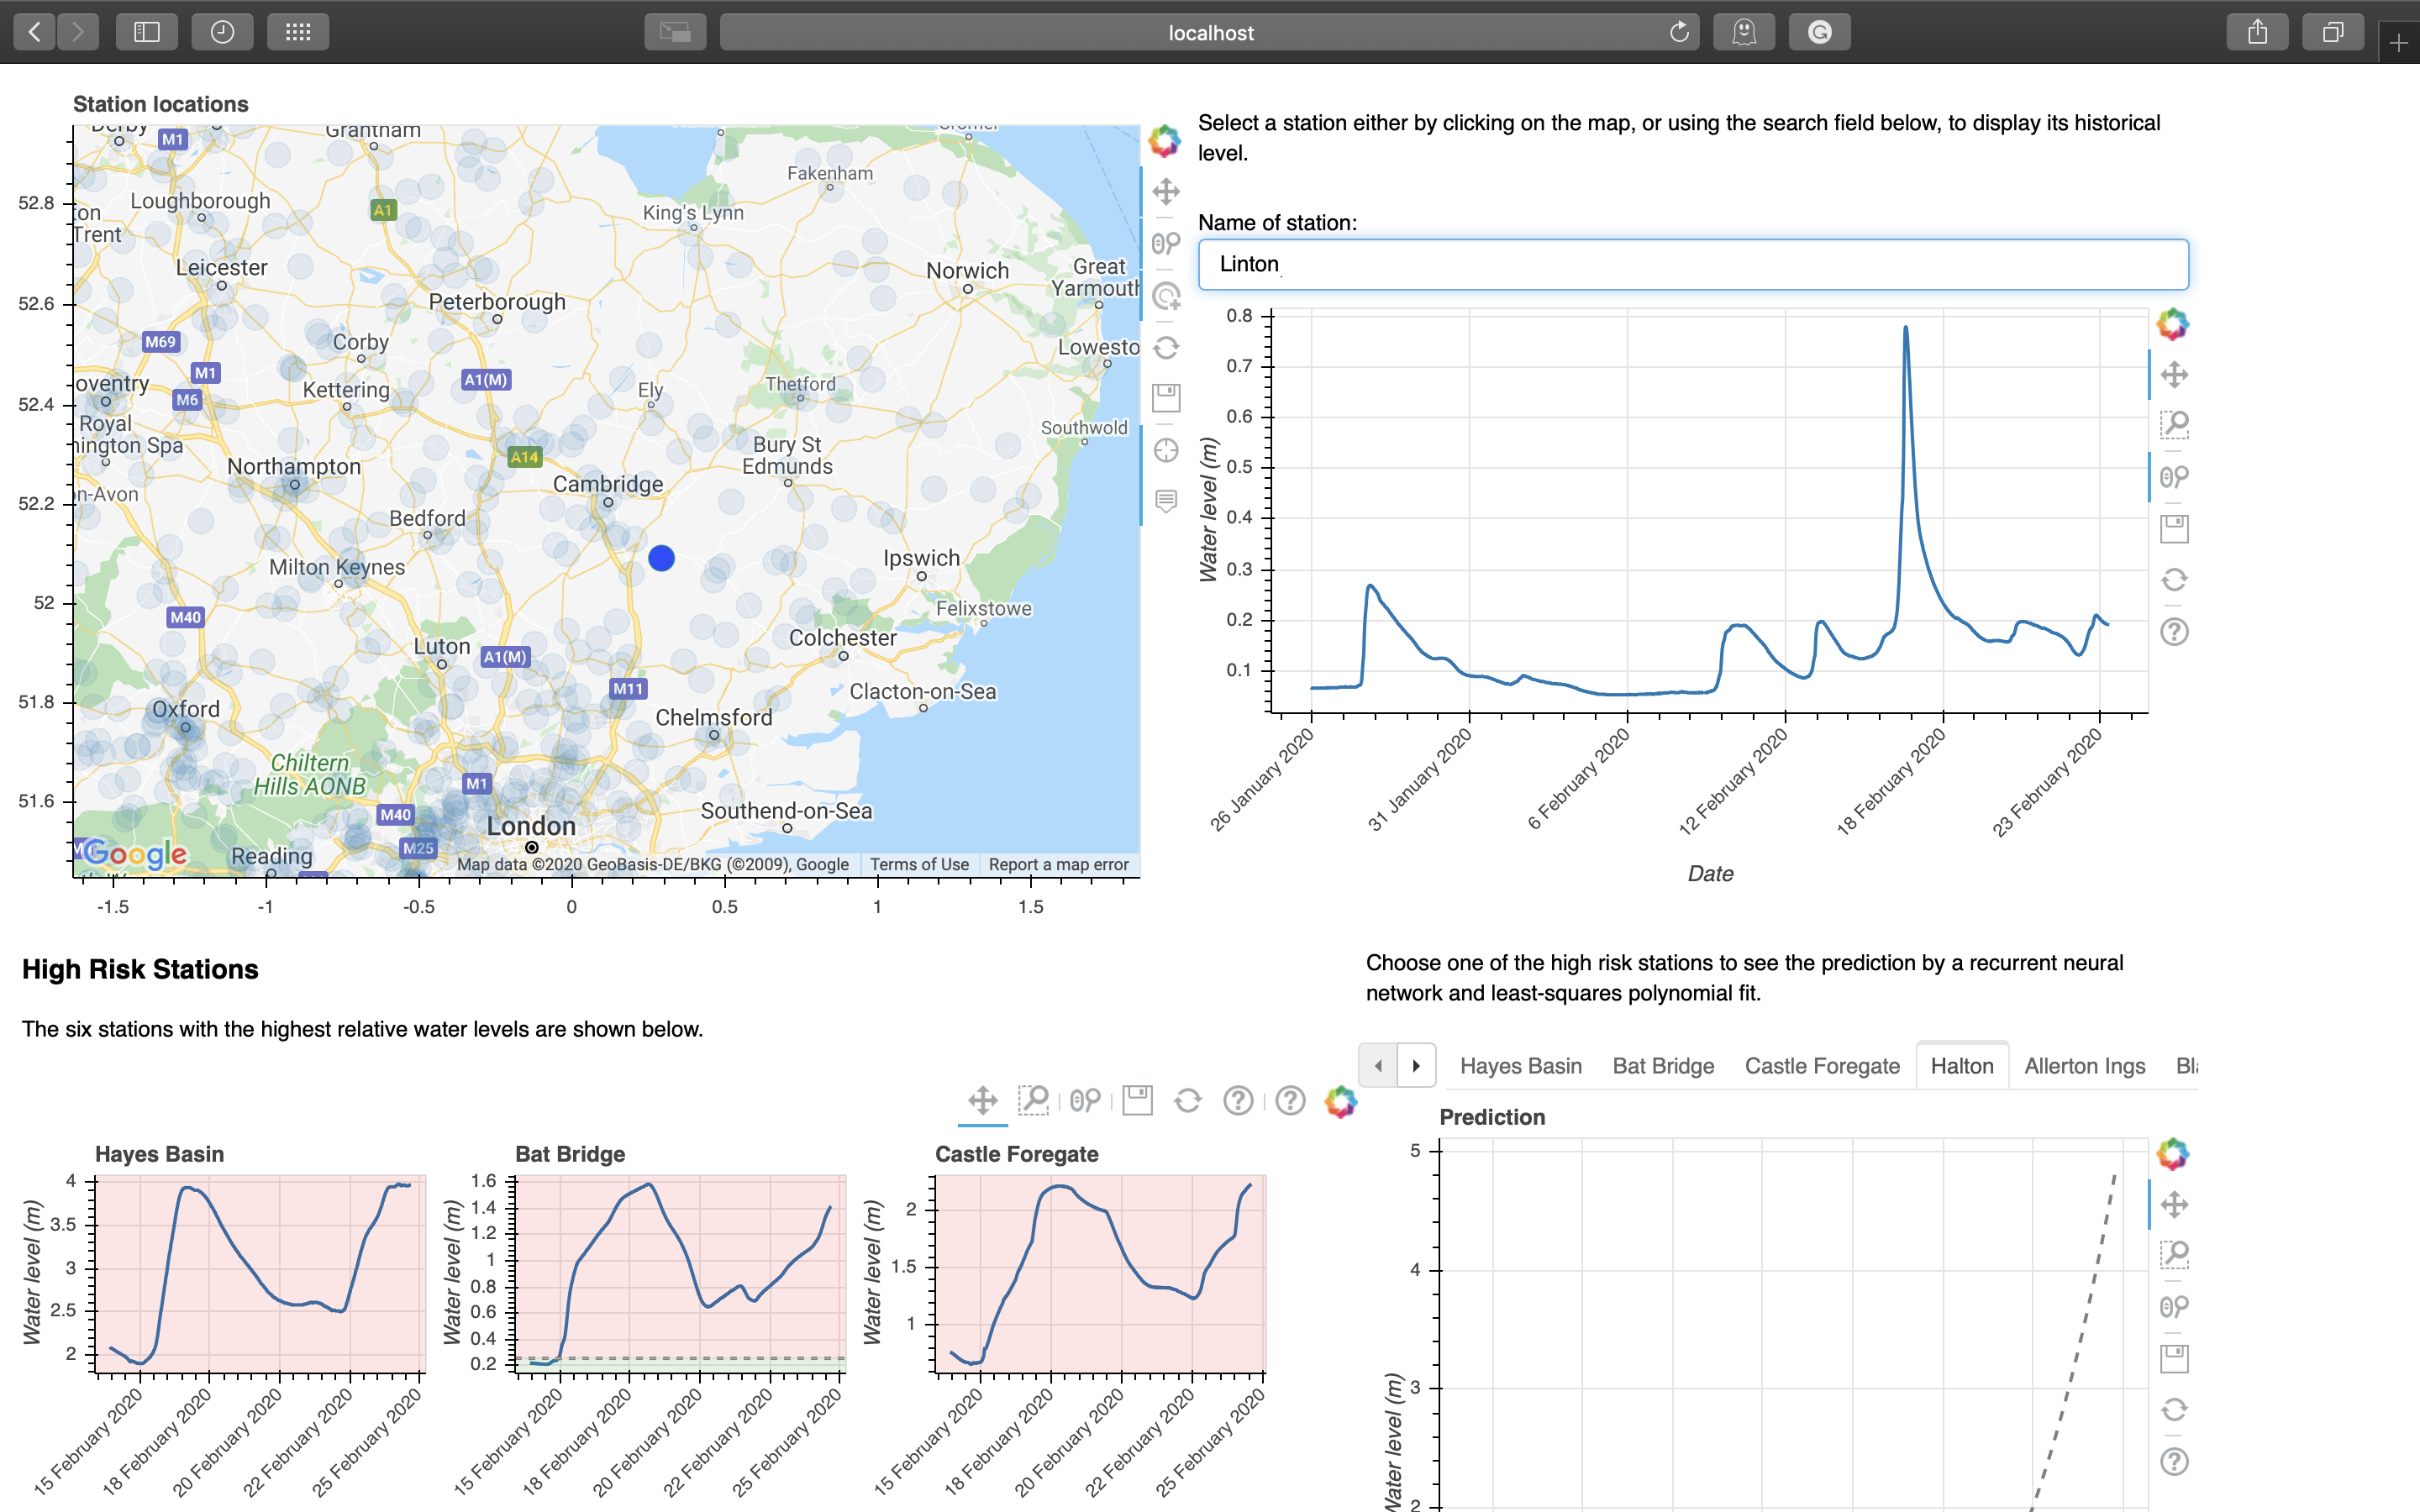 localhost
Station locations
Derby
M1
Grantham
Cromer
Fakenham
Loughborough
A1
King's Lynn
ton
Trent
Leicester
Norwich
Great
Yarmouth
Peterborough
M69
Corby
Lowesto
M1
oventry
Kettering
A1(M)
Ely
Thetford
M6
Royal
nington Spa
Southwold
Northampton
A14
Bury St
Edmunds
n-Avon
Cambridge
Bedford
Milton Keynes
Ipswich
M40
Felixstowe
Luton
A1(M)
Colchester
M11
Clacton-on-Sea
Oxford
Chelmsford
Chiltern
Hills AONB
M1
M40
Southend-on-Sea
London
M25
Google
Reading
Map data ©2020 GeoBasis-DE/BKG (©2009), Google
Terms of Use
Report a map error
52.8
52.6
52.4
52.2
52
51.8
51.6
-1.5 -1 -0.5 0 0.5 1 1.5
Select a station either by clicking on the map, or using the search field below, to display its historical
level.
Name of station:
Linton
0.8
0.7
0.6
0.5
0.4
0.3
0.2
0.1
Water level (m)
26 January 2020
31 January 2020
6 February 2020
12 February 2020
18 February 2020
23 February 2020
Date
High Risk Stations
The six stations with the highest relative water levels are shown below.
Hayes Basin
4
3.5
3
2.5
2
Water level (m)
15 February 2020
18 February 2020
20 February 2020
22 February 2020
25 February 2020
Bat Bridge
1.6
1.4
1.2
1
0.8
0.6
0.4
0.2
Water level (m)
15 February 2020
18 February 2020
20 February 2020
22 February 2020
25 February 2020
Castle Foregate
2
1.5
1
Water level (m)
15 February 2020
18 February 2020
20 February 2020
22 February 2020
25 February 2020
Choose one of the high risk stations to see the prediction by a recurrent neural
network and least-squares polynomial fit.
Hayes Basin Bat Bridge Castle Foregate Halton Allerton Ings Bla
Prediction
5
4
3
2
Water level (m)